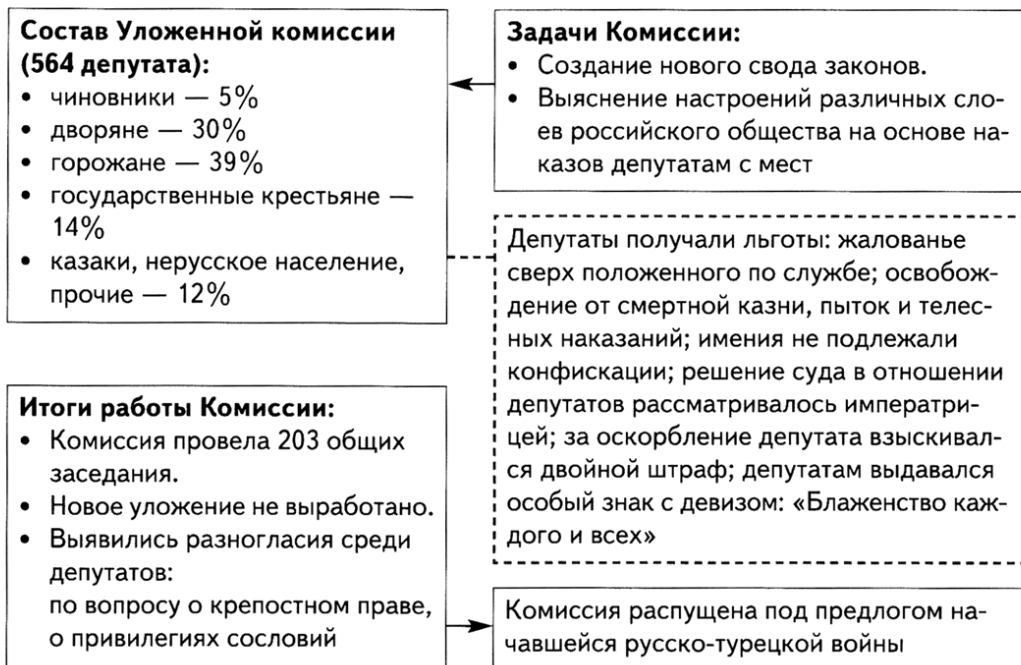 Состав Уложенной комиссии
(564 депутата):
• чиновники — 5%
• дворяне — 30%
• горожане — 39%
• государственные крестьяне —
14%
• казаки, нерусское население,
прочие — 12%
Задачи Комиссии:
• Создание нового свода законов.
• Выяснение настроений различных сло-
ев российского общества на основе на-
казов депутатам с мест
Депутаты получали льготы: жалованье
сверх положенного по службе; освобож-
дение от смертной казни, пыток и телес-
ных наказаний; имения не подлежали
конфискации; решение суда в отношении
депутатов рассматривалось императри-
цей; за оскорбление депутата взыскивал-
ся двойной штраф; депутатам выдавался
особый знак с девизом: «Блаженство каж-
дого и всех»
Итоги работы Комиссии:
• Комиссия провела 203 общих
заседания.
• Новое уложение не выработано.
• Выявились разногласия среди
депутатов:
по вопросу о крепостном праве,
о привилегиях сословий
Комиссия распущена под предлогом на-
чавшейся русско-турецкой войны